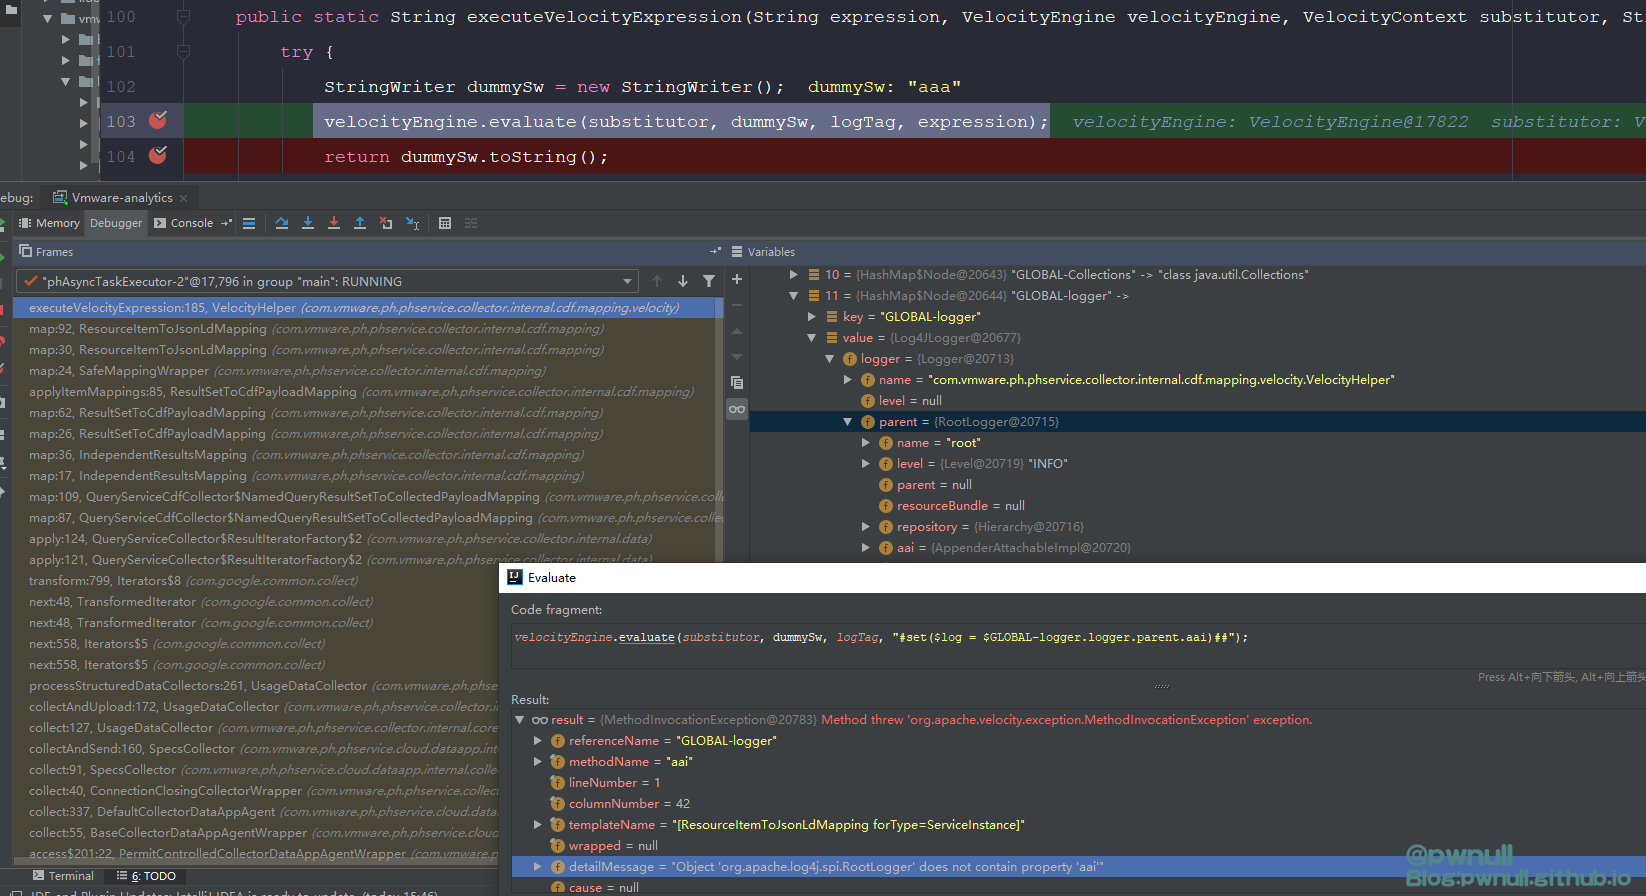 100 public static String executeVelocityExpression(String expression, VelocityEngine velocityEngine, VelocityContext substitutor, St
101 try {
102 StringWriter dummySw = new StringWriter(); dummySw: "aaa"
103 velocityEngine.evaluate(substitutor, dummySw, logTag, expression); velocityEngine: VelocityEngine@17822 substitutor: V
104 return dummySw.toString();
ebug: Vmware-analytics
Memory Debugger Console
Frames
"phAsyncTaskExecutor-2"@17,796 in group "main": RUNNING
executeVelocityExpression:185, VelocityHelper (com.vmware.ph.phservice.collector.internal.cdf.mapping.velocity)
map:92, ResourceItemToJsonLdMapping (com.vmware.ph.phservice.collector.internal.cdf.mapping)
map:30, ResourceItemToJsonLdMapping (com.vmware.ph.phservice.collector.internal.cdf.mapping)
map:24, SafeMappingWrapper (com.vmware.ph.phservice.collector.internal.cdf.mapping)
applyItemMappings:85, ResultSetToCdfPayloadMapping (com.vmware.ph.phservice.collector.internal.cdf.mapping)
map:62, ResultSetToCdfPayloadMapping (com.vmware.ph.phservice.collector.internal.cdf.mapping)
map:26, ResultSetToCdfPayloadMapping (com.vmware.ph.phservice.collector.internal.cdf.mapping)
map:36, IndependentResultsMapping (com.vmware.ph.phservice.collector.internal.cdf.mapping)
map:17, IndependentResultsMapping (com.vmware.ph.phservice.collector.internal.cdf.mapping)
map:109, QueryServiceCdfCollector$NamedQueryResultSetToCollectedPayloadMapping (com.vmware.ph.phservice.colle
map:87, QueryServiceCdfCollector$NamedQueryResultSetToCollectedPayloadMapping (com.vmware.ph.phservice.collec
apply:124, QueryServiceCollector$ResultIteratorFactory$2 (com.vmware.ph.phservice.collector.internal.data)
apply:121, QueryServiceCollector$ResultIteratorFactory$2 (com.vmware.ph.phservice.collector.internal.data)
transform:799, Iterators$8 (com.google.common.collect)
next:48, TransformedIterator (com.google.common.collect)
next:48, TransformedIterator (com.google.common.collect)
next:558, Iterators$5 (com.google.common.collect)
next:558, Iterators$5 (com.google.common.collect)
processStructuredDataCollectors:261, UsageDataCollector (com.vmware.ph.phse
collectAndUpload:172, UsageDataCollector (com.vmware.ph.phservice.collector.i
collect:127, UsageDataCollector (com.vmware.ph.phservice.collector.internal.core
collectAndSend:160, SpecsCollector (com.vmware.ph.phservice.cloud.dataapp.int
collect:91, SpecsCollector (com.vmware.ph.phservice.cloud.dataapp.internal.colle
collect:40, ConnectionClosingCollectorWrapper (com.vmware.ph.phservice.collec
collect:337, DefaultCollectorDataAppAgent (com.vmware.ph.phservice.cloud.data
collect:55, BaseCollectorDataAppAgentWrapper (com.vmware.ph.phservice.cloud
access$201:22, PermitControlledCollectorDataAppAgentWrapper (com.vmware.ph
Terminal 6: TODO
Variables
10 = {HashMap$Node@20643} "GLOBAL-Collections" -> "class java.util.Collections"
11 = {HashMap$Node@20644} "GLOBAL-logger" ->
key = "GLOBAL-logger"
value = {Log4JLogger@20677}
logger = {Logger@20713}
name = "com.vmware.ph.phservice.collector.internal.cdf.mapping.velocity.VelocityHelper"
level = null
parent = {RootLogger@20715}
name = "root"
level = {Level@20719} "INFO"
parent = null
resourceBundle = null
repository = {Hierarchy@20716}
aai = {AppenderAttachableImpl@20720}
Evaluate
Code fragment:
velocityEngine.evaluate(substitutor, dummySw, logTag, "#set($log = $GLOBAL-logger.logger.parent.aai)##");
Press Alt+向下箭头, Alt+向上箭头
Result:
result = {MethodInvocationException@20783} Method threw 'org.apache.velocity.exception.MethodInvocationException' exception.
referenceName = "GLOBAL-logger"
methodName = "aai"
lineNumber = 1
columnNumber = 42
templateName = "[ResourceItemToJsonLdMapping forType=ServiceInstance]"
wrapped = null
detailMessage = "Object 'org.apache.log4j.spi.RootLogger' does not contain property 'aai'"
cause = null
@pwnull
Blog:pwnull.github.io